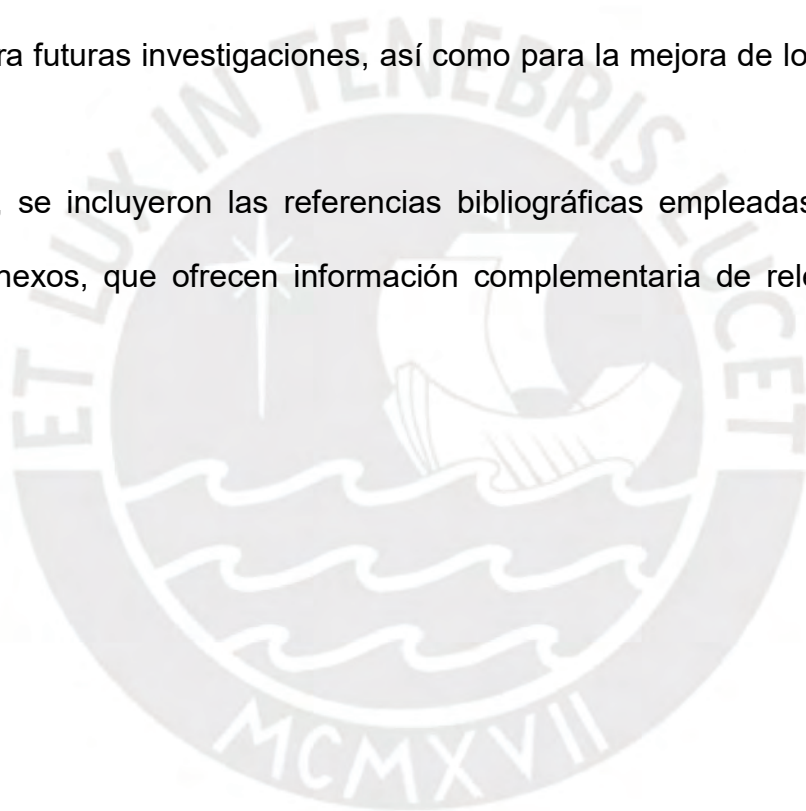 ra futuras investigaciones, así como para la mejora de lo
, se incluyeron las referencias bibliográficas empleadas
nexos, que ofrecen información complementaria de rel
ET LUX IN TENEBRIS LUCET
MCMXVII